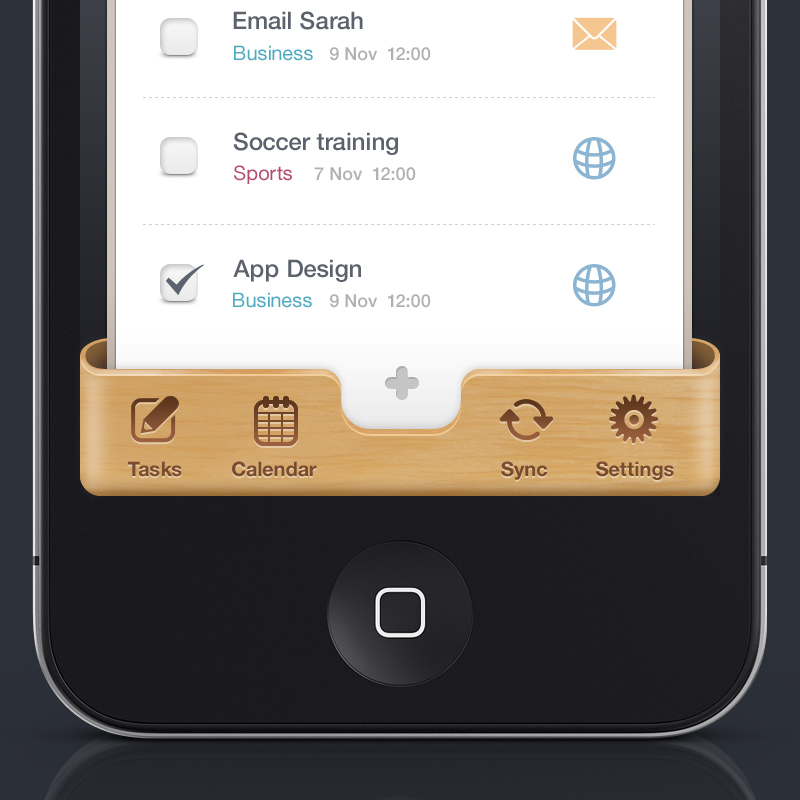 Email Sarah
Business 9 Nov 12:00
Soccer training
Sports 7 Nov 12:00
App Design
Business 9 Nov 12:00
Tasks Calendar Sync Settings